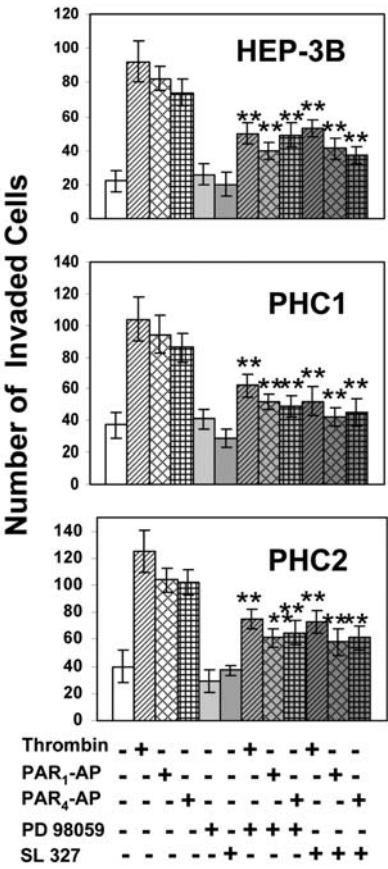 Number of Invaded Cells
HEP-3B
120
100
80
60
40
20
0
** ** ** ** ** **
PHC1
140
120
100
80
60
40
20
0
** ** ** ** ** **
PHC2
140
120
100
80
60
40
20
0
** ** ** ** ** **
Thrombin - + - - - - + - - + - -
PAR1-AP - - + - - - - + - - + -
PAR4-AP - - - + - - - - + - - +
PD 98059 - - - - + - + + + - - -
SL 327 - - - - - + - - - + + +